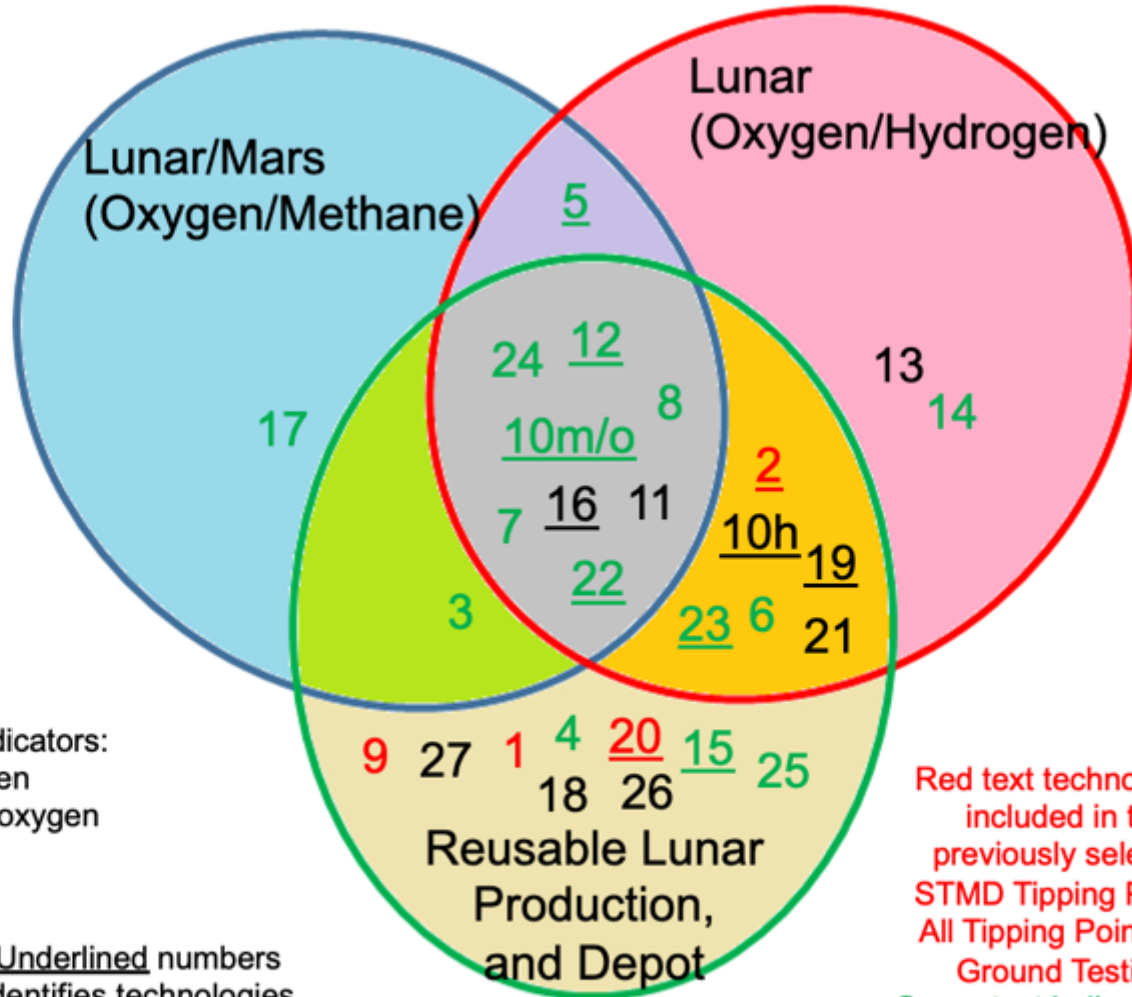 Lunar
(Oxygen/Hydrogen)
Lunar/Mars
(Oxygen/Methane)
5
24 12
8
13
14
17
10m/o
2
7 16 11
10h
19
22
3
23 6 21
9 27 1 4 20 15 25
18 26
Reusable Lunar
Production,
and Depot
dicators:
en
oxygen
Underlined numbers
dentifies technologies
Red text techno
included in t
previously sele
STMD Tipping
All Tipping Poin
Ground Testi